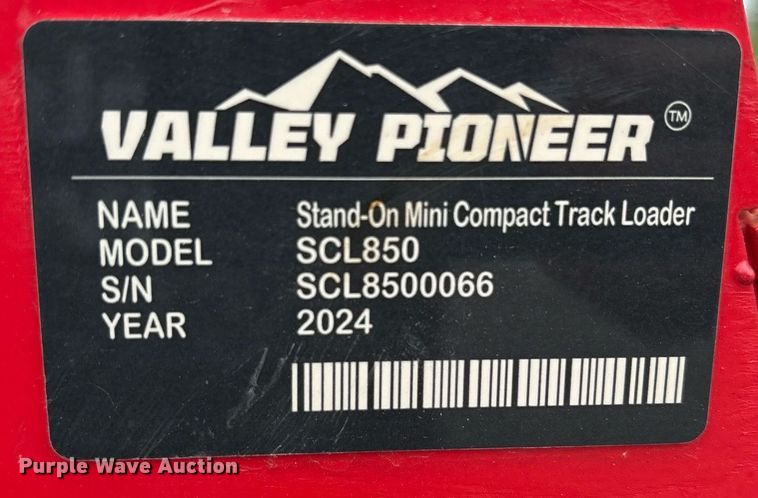 VALLEY PIONEER TM
NAME Stand-On Mini Compact Track Loader
MODEL SCL850
S/N SCL8500066
YEAR 2024
Purple Wave Auction